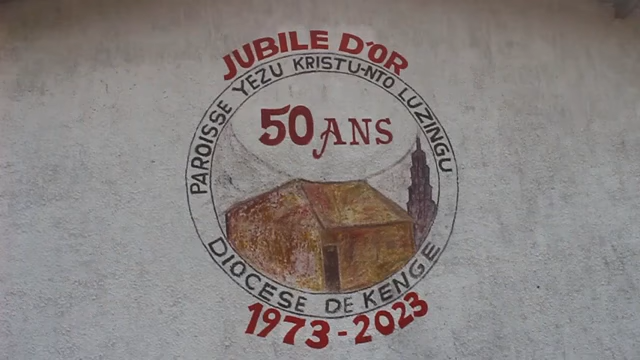 JUBILE D'OR
PAROISSE YEZU KRISTU-NTO LUZINGU
50 ANS
DIOCESE DE KENGE
1973-2023